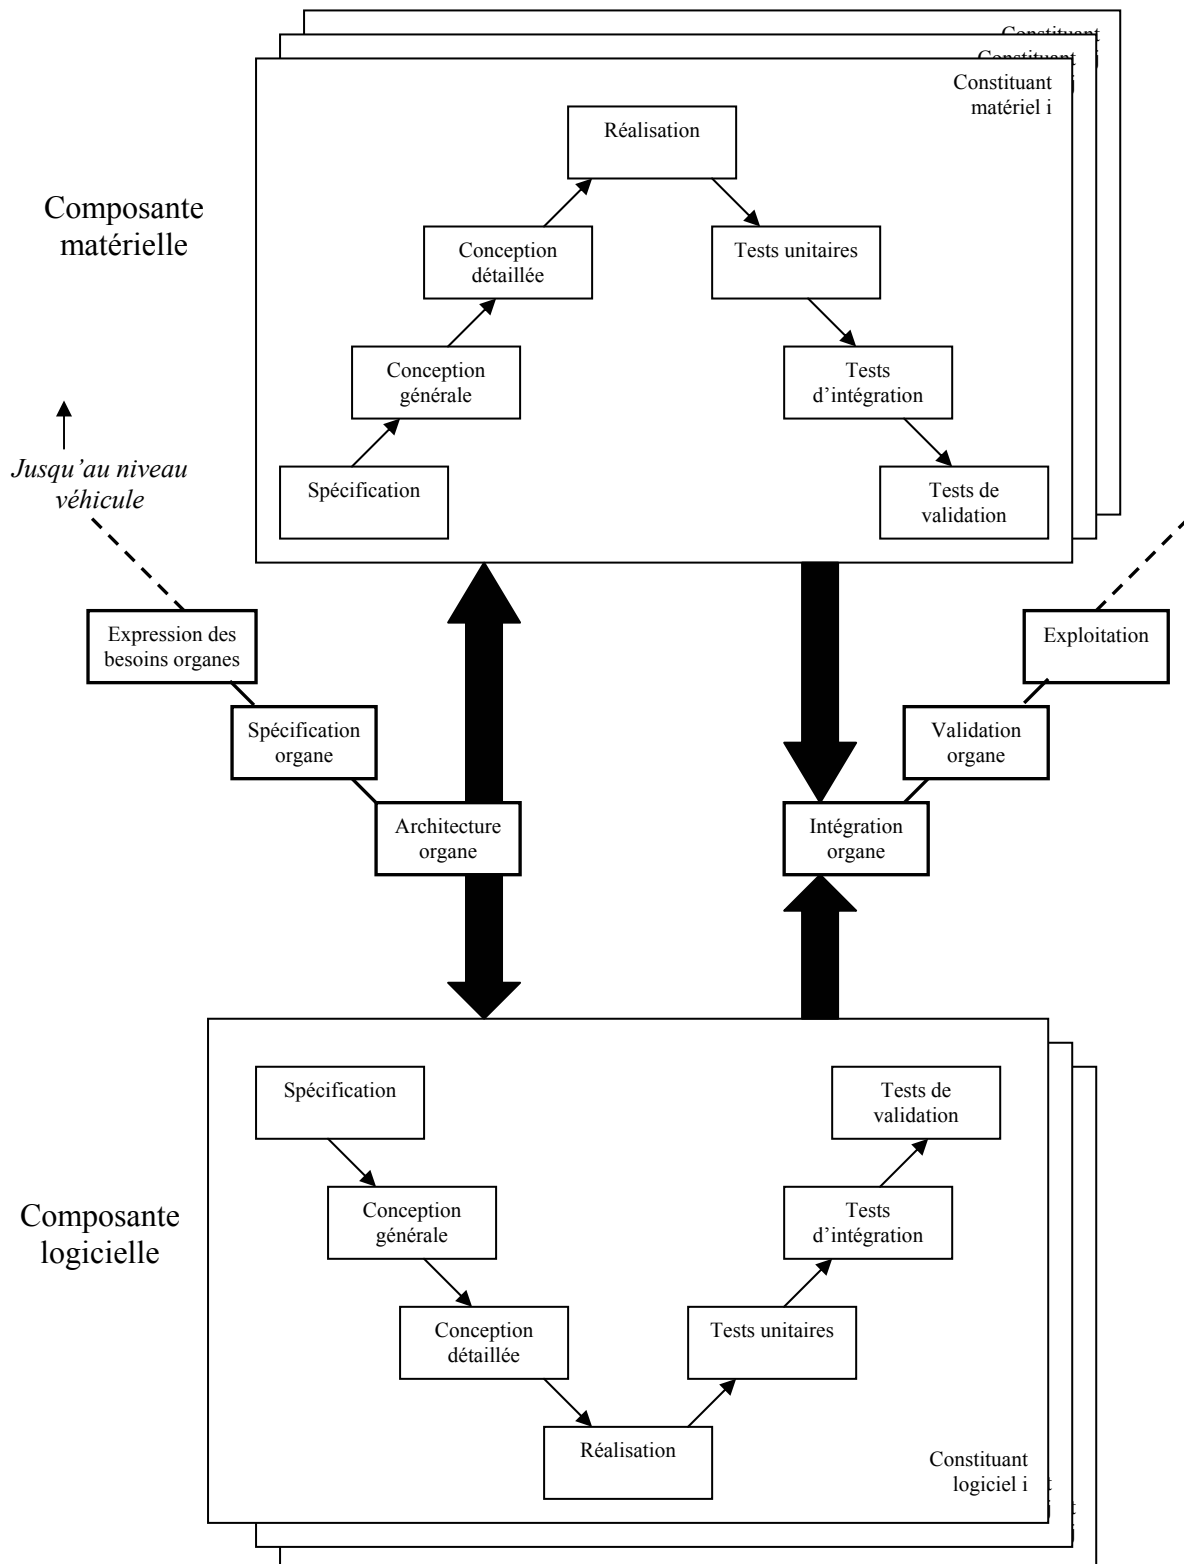 Constituant
Constituant
j
Constituant
j
matériel i
Réalisation
Composante
matérielle
Conception
détaillée
Tests unitaires
Conception
générale
Tests
d’intégration
Jusqu’au niveau
véhicule
Spécification
Tests de
validation
Expression des
besoins organes
Exploitation
Spécification
organe
Validation
organe
Architecture
organe
Intégration
organe
Spécification
Tests de
validation
Composante
logicielle
Conception
générale
Tests
d’intégration
Conception
détaillée
Tests unitaires
Réalisation
Constituant
logiciel i